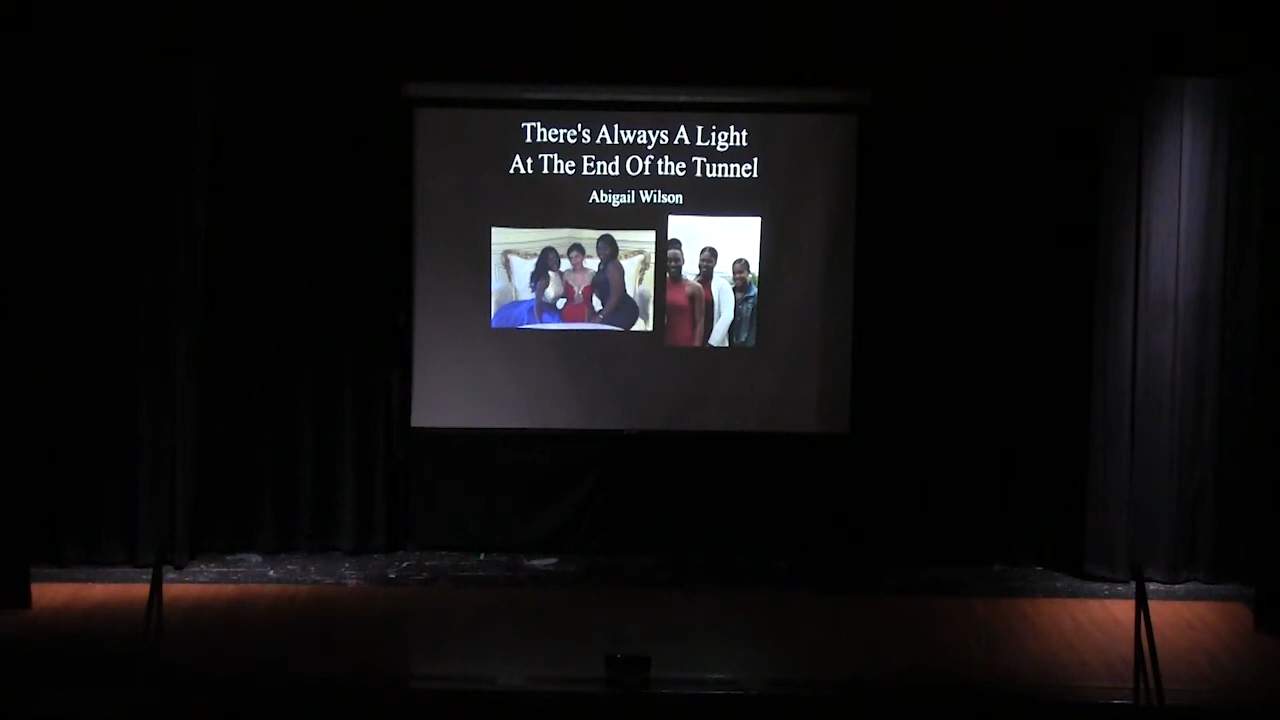 There's Always A Light
At The End Of the Tunnel
Abigail Wilson